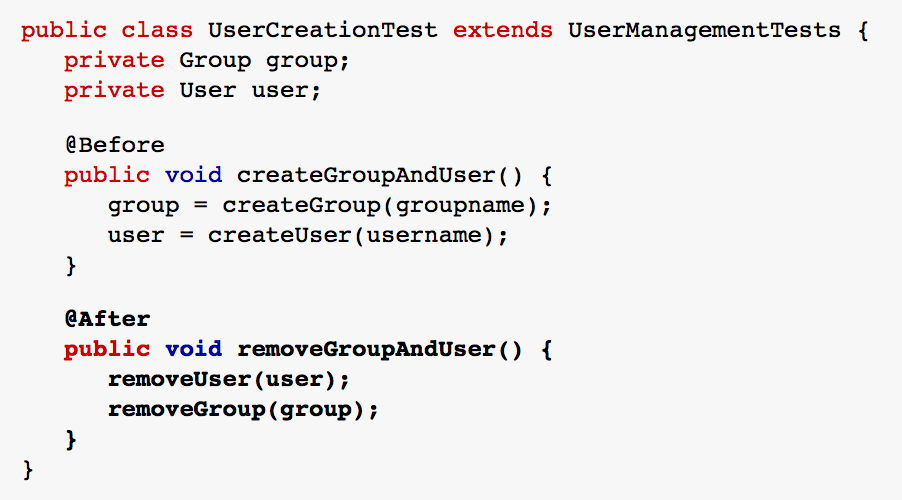 public class UserCreationTest extends UserManagementTests {
   private Group group;
   private User user;

   @Before
   public void createGroupAndUser() {
      group = createGroup(groupname);
      user = createUser(username);
   }

   @After
   public void removeGroupAndUser() {
      removeUser(user);
      removeGroup(group);
   }
}